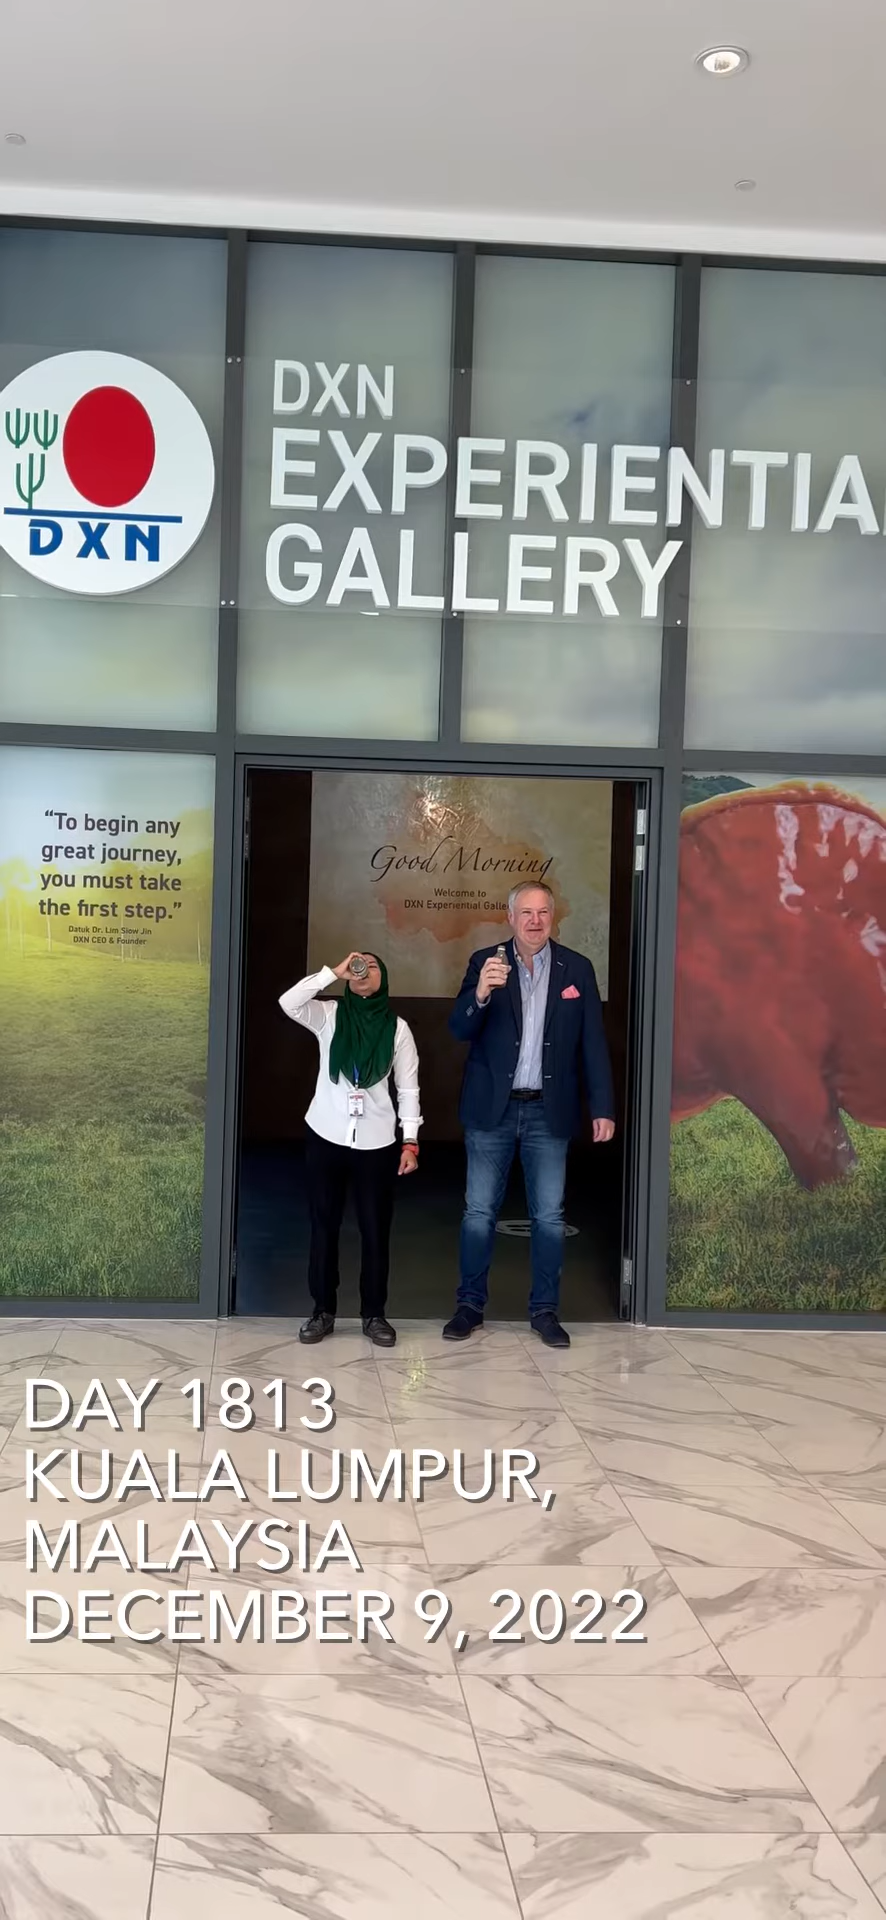 DXN
DXN
EXPERIENTIA
GALLERY
“To begin any
great journey,
you must take
the first step.”
Datuk Dr. Lim Siow Jin
DXN CEO & Founder
Good Morning
Welcome to
DXN Experiential Galle
DAY 1813
KUALA LUMPUR,
MALAYSIA
DECEMBER 9, 2022